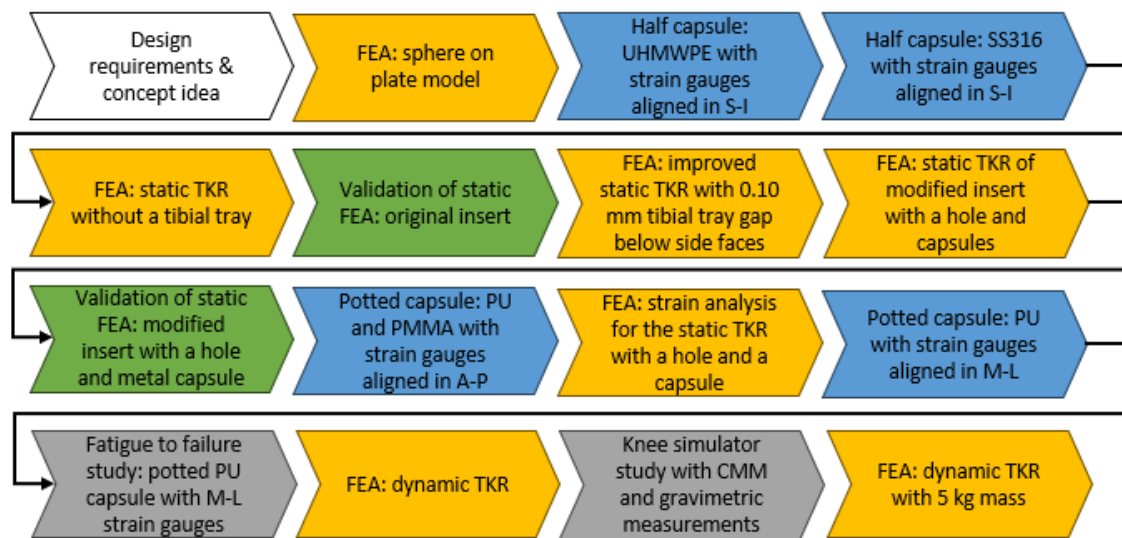 Design
requirements &
concept idea
FEA: sphere on
plate model
Half capsule:
UHMWPE with
strain gauges
aligned in S-I
Half capsule: SS316
with strain gauges
aligned in S-I
FEA: static TKR
without a tibial tray
Validation of static
FEA: original insert
FEA: improved
static TKR with 0.10
mm tibial tray gap
below side faces
FEA: static TKR of
modified insert
with a hole and
capsules
Validation of static
FEA: modified
insert with a hole
and metal capsule
Potted capsule: PU
and PMMA with
strain gauges
aligned in A-P
FEA: strain analysis
for the static TKR
with a hole and a
capsule
Potted capsule: PU
with strain gauges
aligned in M-L
Fatigue to failure
study: potted PU
capsule with M-L
strain gauges
FEA: dynamic TKR
Knee simulator
study with CMM
and gravimetric
measurements
FEA: dynamic TKR
with 5 kg mass